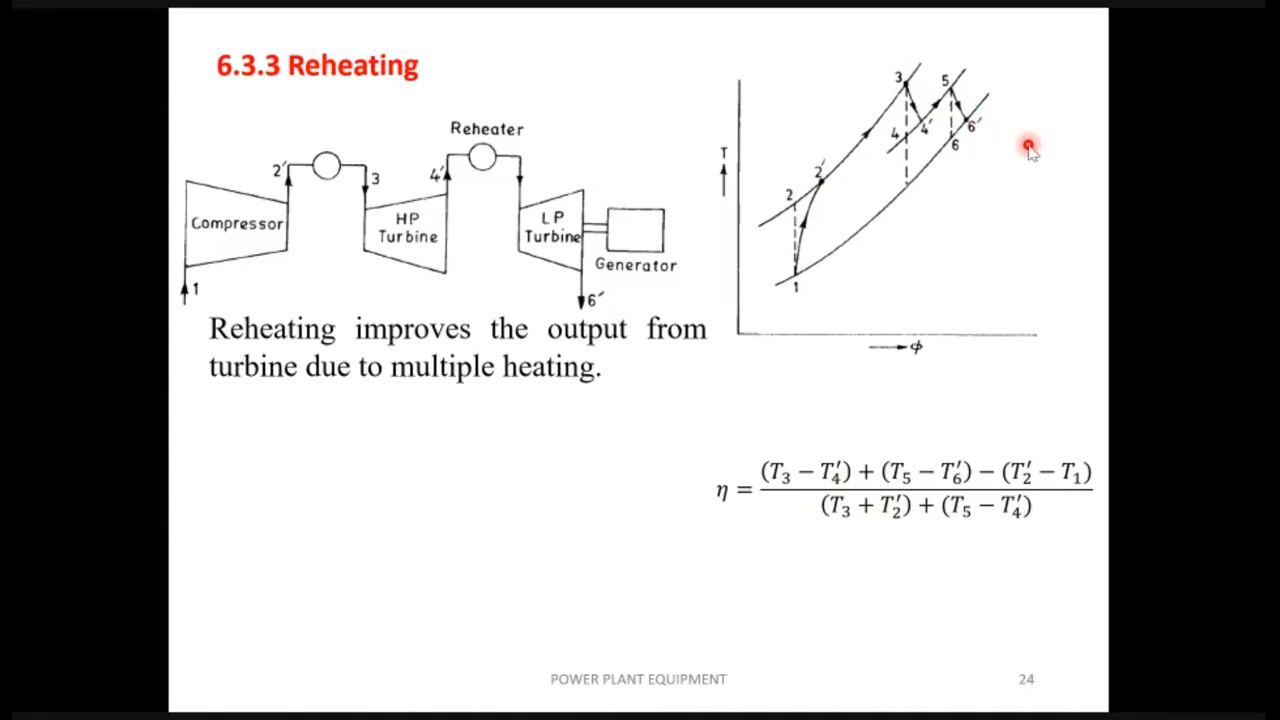 6.3.3 Reheating
Reheater
2′
3
4′
Compressor
HP
Turbine
LP
Turbine
Generator
1
6′
T
3
5
4
4′
6′
6
2
2′
1
ϕ
Reheating improves the output from
turbine due to multiple heating.
η = (T₃ − T₄′) + (T₅ − T₆′) − (T₂′ − T₁)
(T₃ + T₂′) + (T₅ − T₄′)
POWER PLANT EQUIPMENT
24